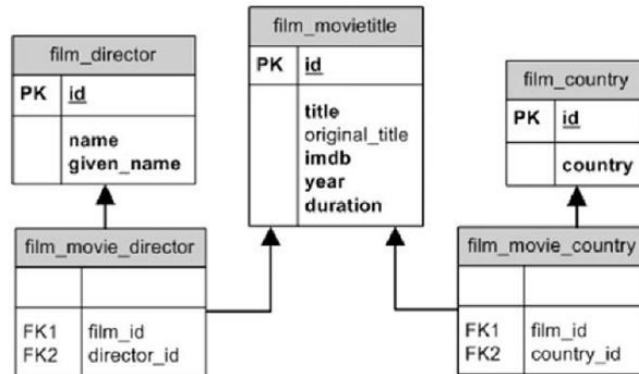 film_director
PK id
name
given_name
film_movietitle
PK id
title
original_title
imdb
year
duration
film_country
PK id
country
film_movie_director
FK1 film_id
FK2 director_id
film_movie_country
FK1 film_id
FK2 country_id